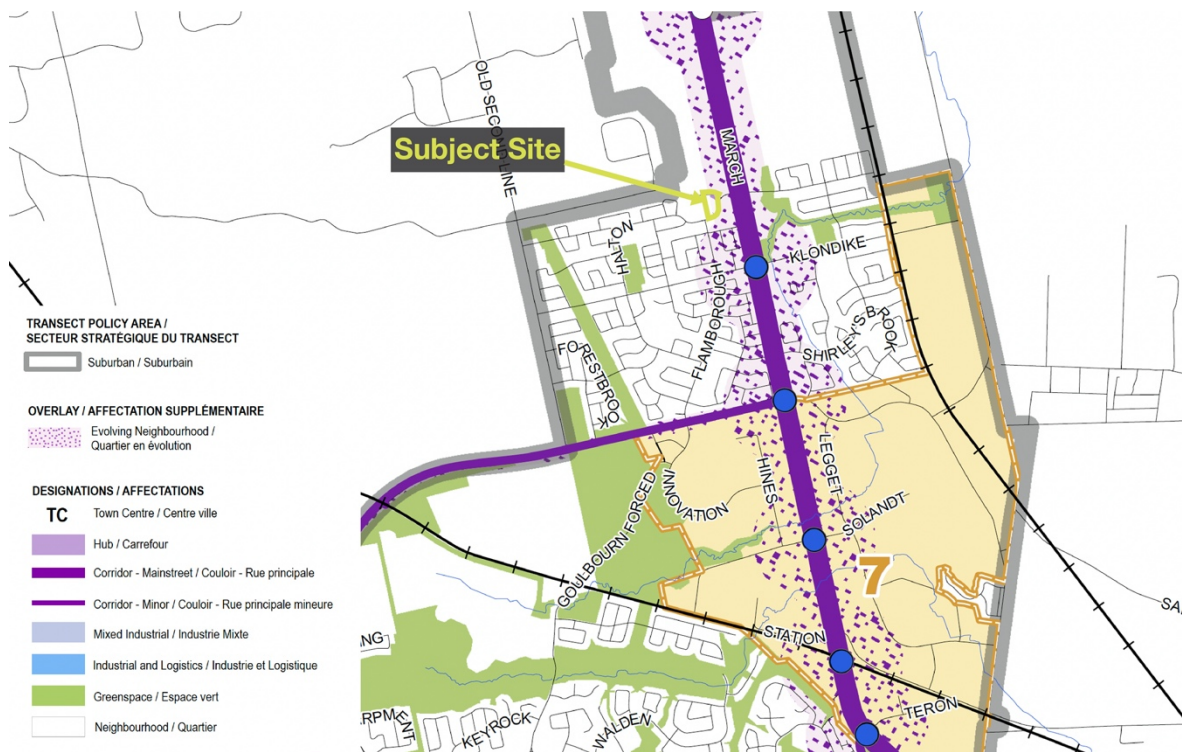 TRANSECT POLICY AREA /
SECTEUR STRATÉGIQUE DU TRANSECT
Suburban / Suburbain
OVERLAY / AFFECTATION SUPPLÉMENTAIRE
Evolving Neighbourhood /
Quartier en évolution
DESIGNATIONS / AFFECTATIONS
TC Town Centre / Centre ville
Hub / Carrefour
Corridor - Mainstreet / Couloir - Rue principale
Corridor - Minor / Couloir - Rue principale mineure
Mixed Industrial / Industrie Mixte
Industrial and Logistics / Industrie et Logistique
Greenspace / Espace vert
Neighbourhood / Quartier
OLD SECOND LINE
Subject Site
MARCH
HALTON
KLONDIKE
FLAMBOROUGH
SHIRLEY'S BROOK
FO-
RESTBROOK
HINES
LEGGET
INNOVATION
GOULBOURN FORCED
SOLANDT
7
STATION
TERON
KEYROCK
WALDEN